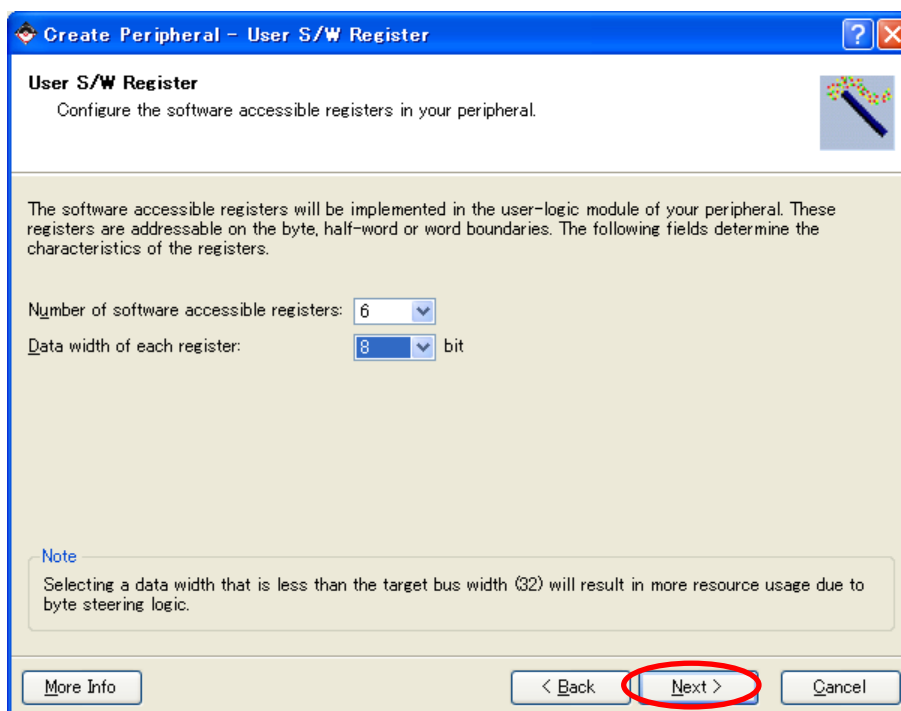 Create Peripheral - User S/W Register
User S/W Register
Configure the software accessible registers in your peripheral.
The software accessible registers will be implemented in the user-logic module of your peripheral. These
registers are addressable on the byte, half-word or word boundaries. The following fields determine the
characteristics of the registers.
Number of software accessible registers: 6
Data width of each register: 8 bit
Note
Selecting a data width that is less than the target bus width (32) will result in more resource usage due to
byte steering logic.
More Info < Back Next > Cancel